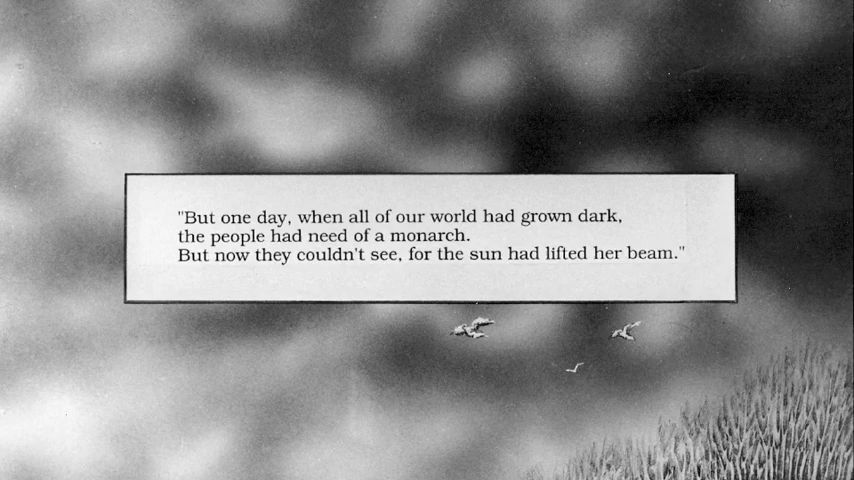 "But one day, when all of our world had grown dark,
the people had need of a monarch.
But now they couldn't see, for the sun had lifted her beam."